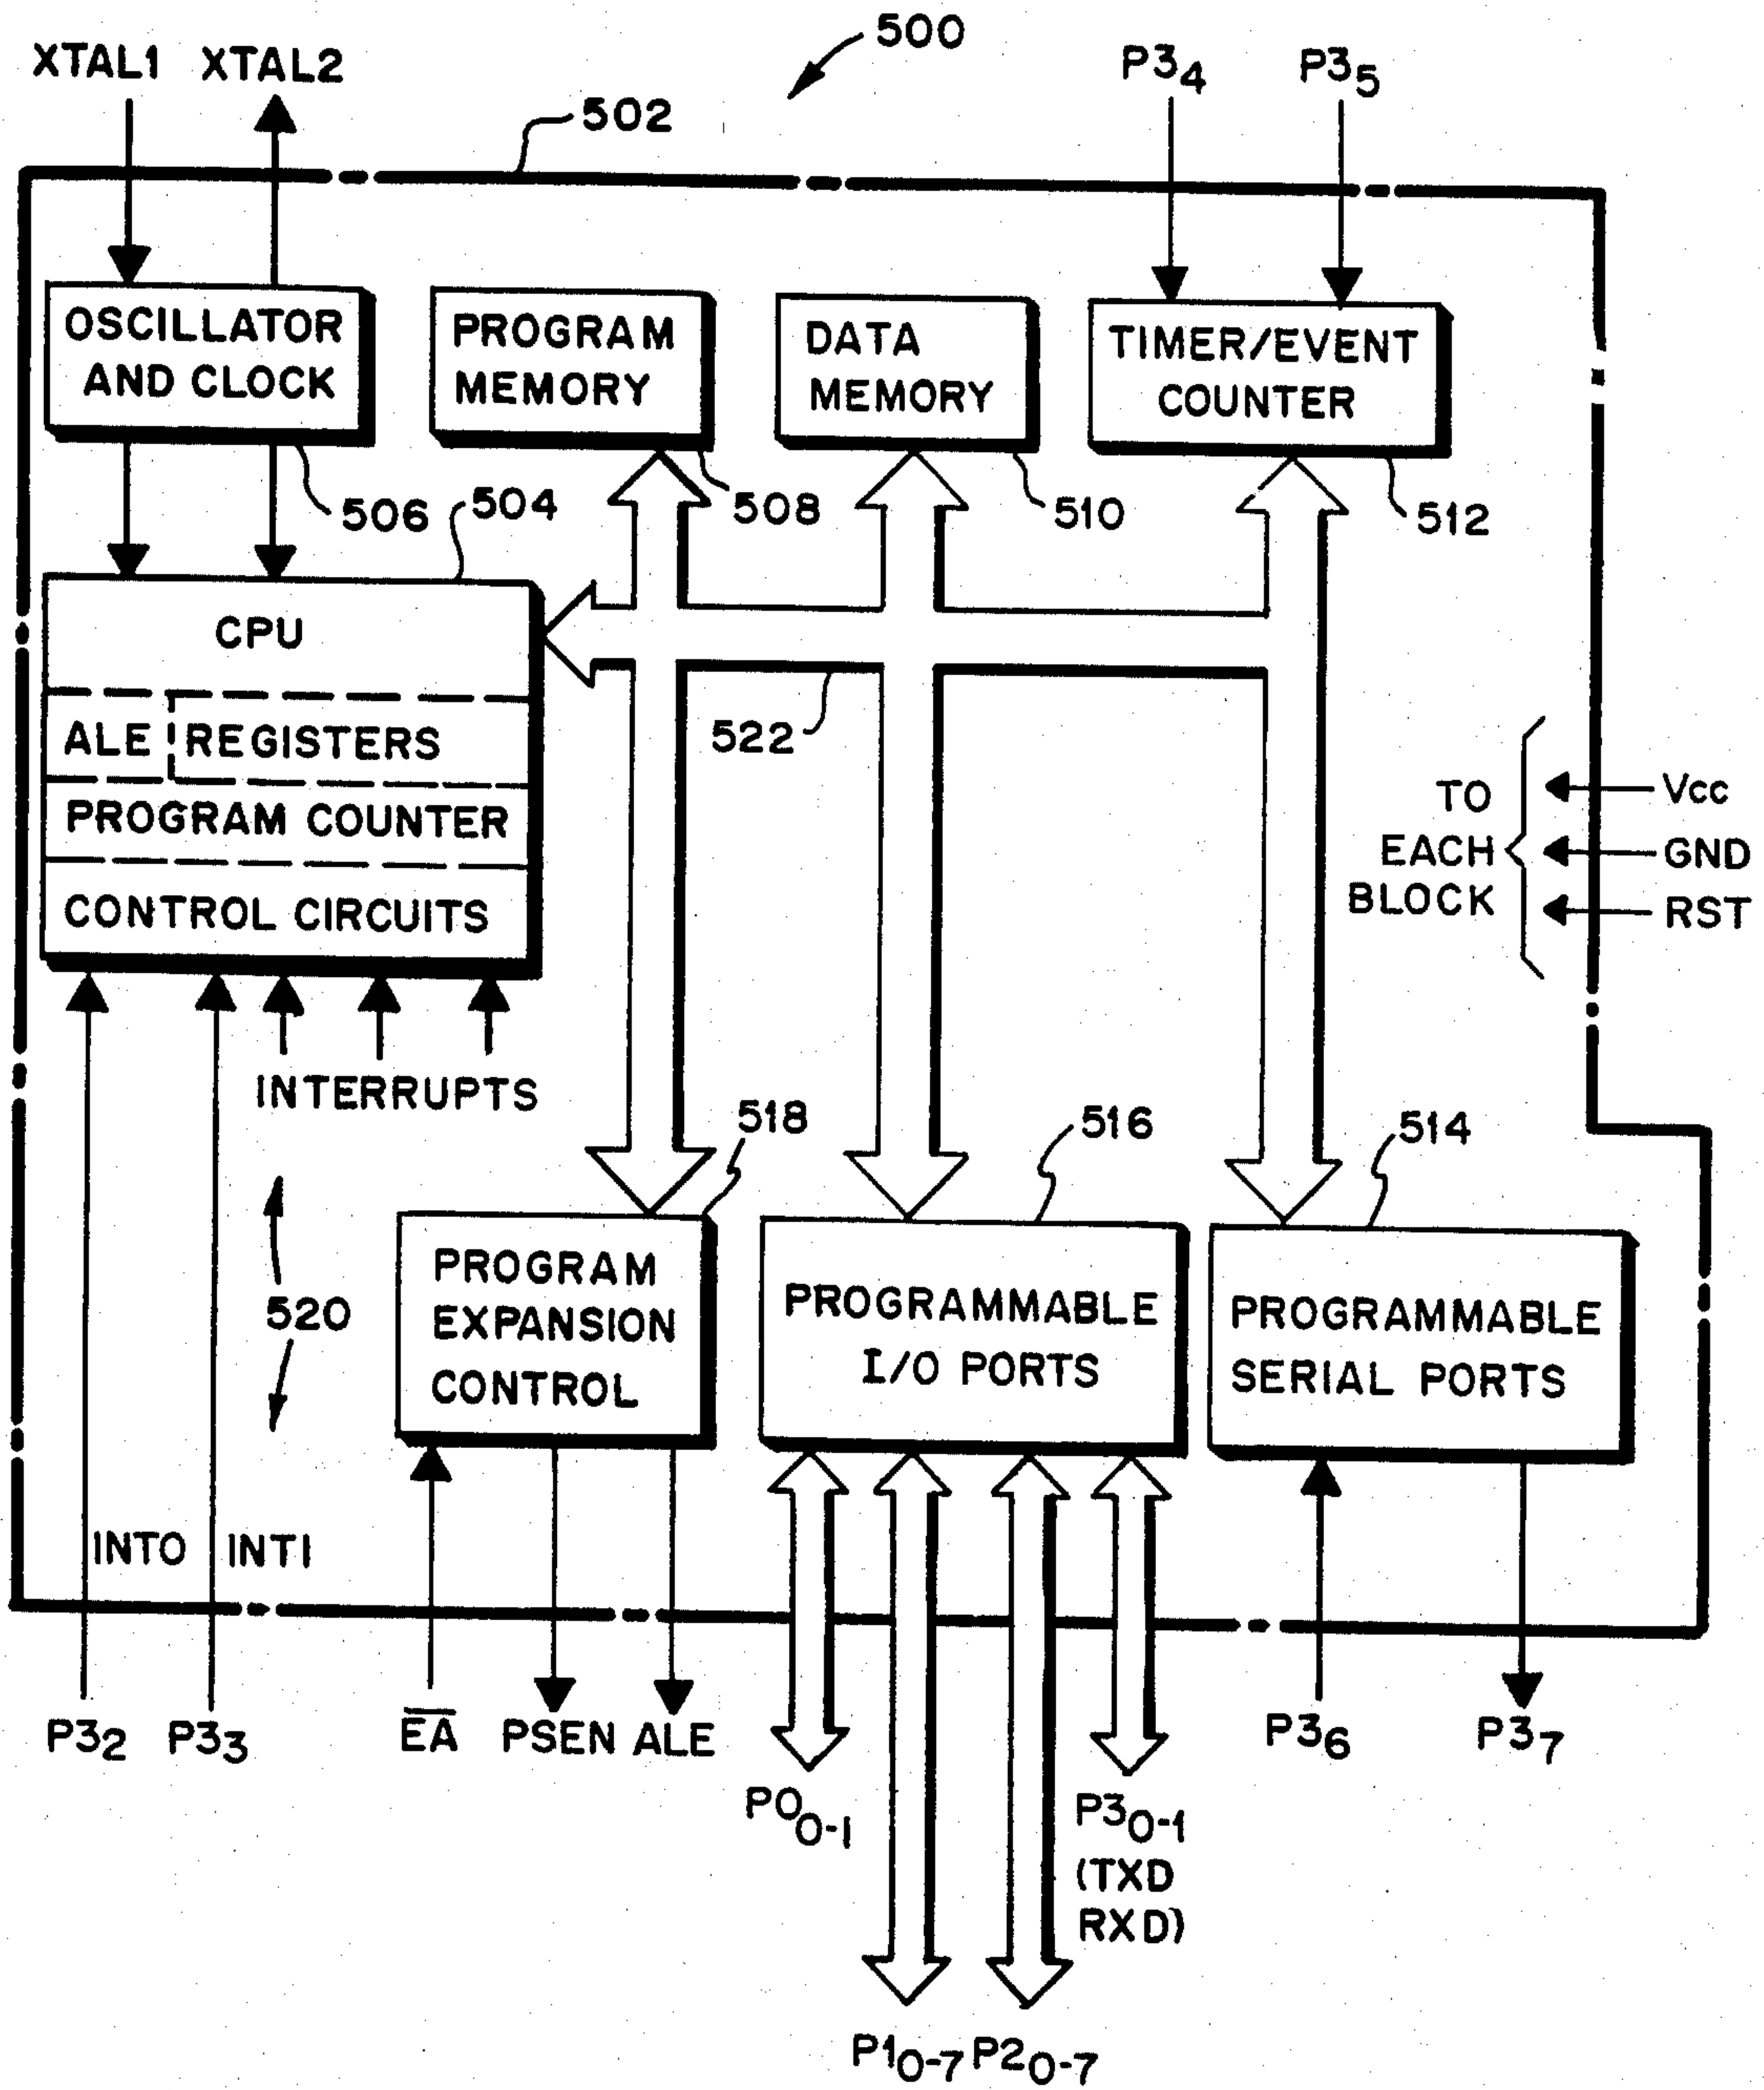 500
XTAL1 XTAL2
P3₄ P3₅
502
OSCILLATOR
AND CLOCK
PROGRAM
MEMORY
DATA
MEMORY
TIMER/EVENT
COUNTER
506
504
508
510
512
CPU
ALE REGISTERS
PROGRAM COUNTER
CONTROL CIRCUITS
522
TO
EACH
BLOCK
Vcc
GND
RST
INTERRUPTS
518
516
514
520
PROGRAM
EXPANSION
CONTROL
PROGRAMMABLE
I/O PORTS
PROGRAMMABLE
SERIAL PORTS
INTO INTI
P3₂ P3₃
E̅A̅ PSEN ALE
P3₆ P3₇
P0₀₋₁
P3₀₋₁
(TXD
RXD)
P1₀₋₇ P2₀₋₇